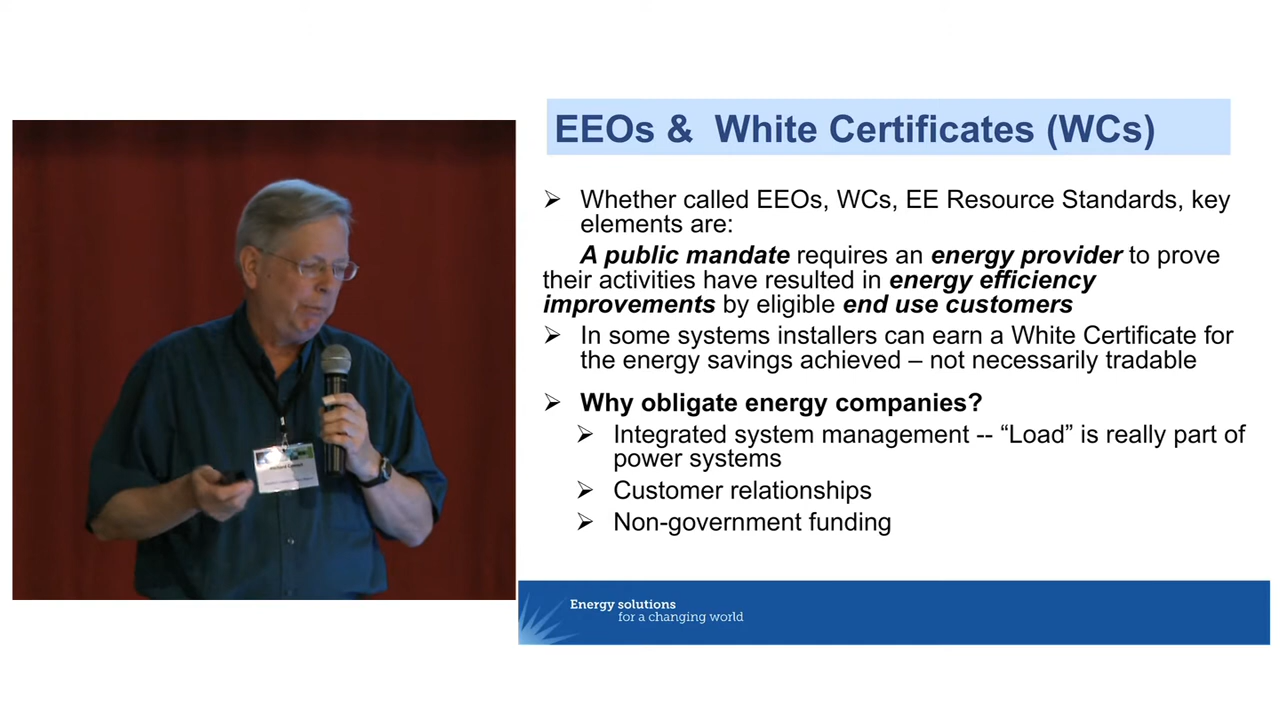 EEOs & White Certificates (WCs)
Whether called EEOs, WCs, EE Resource Standards, key
elements are:
A public mandate requires an energy provider to prove
their activities have resulted in energy efficiency
improvements by eligible end use customers
In some systems installers can earn a White Certificate for
the energy savings achieved – not necessarily tradable
Why obligate energy companies?
Integrated system management -- “Load” is really part of
power systems
Customer relationships
Non-government funding
Energy solutions
for a changing world